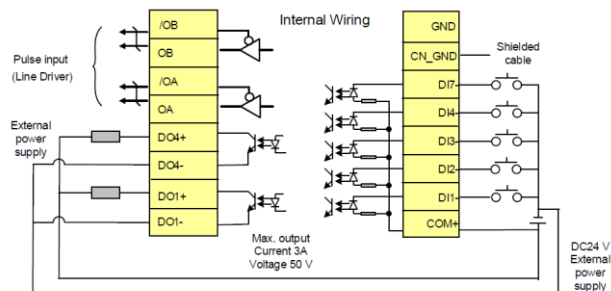 Internal Wiring
Pulse input
(Line Driver)
/OB
OB
/OA
OA
DO4+
DO4-
DO1+
DO1-
External
power
supply
Max. output
Current 3A
Voltage 50 V
GND
CN_GND
DI7-
DI4-
DI3-
DI2-
DI1-
COM+
Shielded
cable
DC24 V
External
power
supply